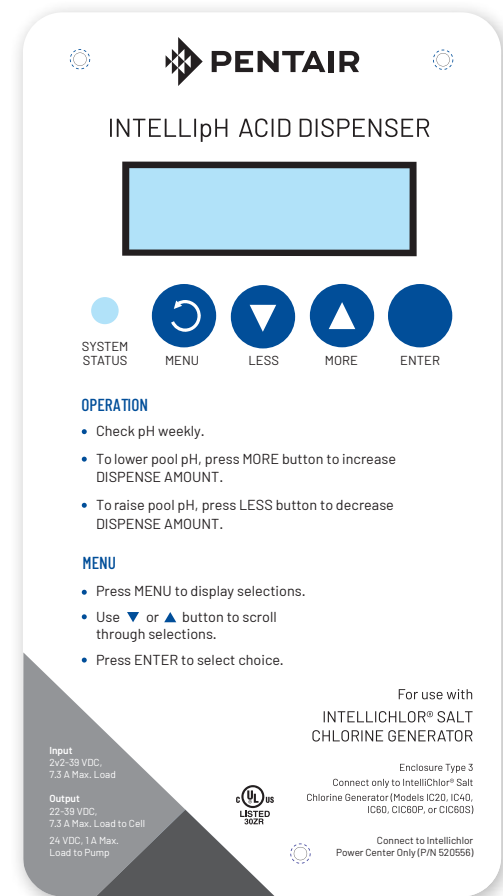 PENTAIR
INTELLIpH ACID DISPENSER
SYSTEM
STATUS
MENU
LESS
MORE
ENTER
OPERATION
• Check pH weekly.
• To lower pool pH, press MORE button to increase
DISPENSE AMOUNT.
• To raise pool pH, press LESS button to decrease
DISPENSE AMOUNT.
MENU
• Press MENU to display selections.
• Use ▼ or ▲ button to scroll
through selections.
• Press ENTER to select choice.
For use with
INTELLICHLOR® SALT
CHLORINE GENERATOR
Input
2v2-39 VDC,
7.3 A Max. Load
Output
22-39 VDC,
7.3 A Max. Load to Cell
24 VDC, 1 A Max.
Load to Pump
C UL US
LISTED
30ZR
Enclosure Type 3
Connect only to IntelliChlor® Salt
Chlorine Generator (Models IC20, IC40,
IC60, CIC60P, or CIC60S)
Connect to Intellichlor
Power Center Only (P/N 520556)